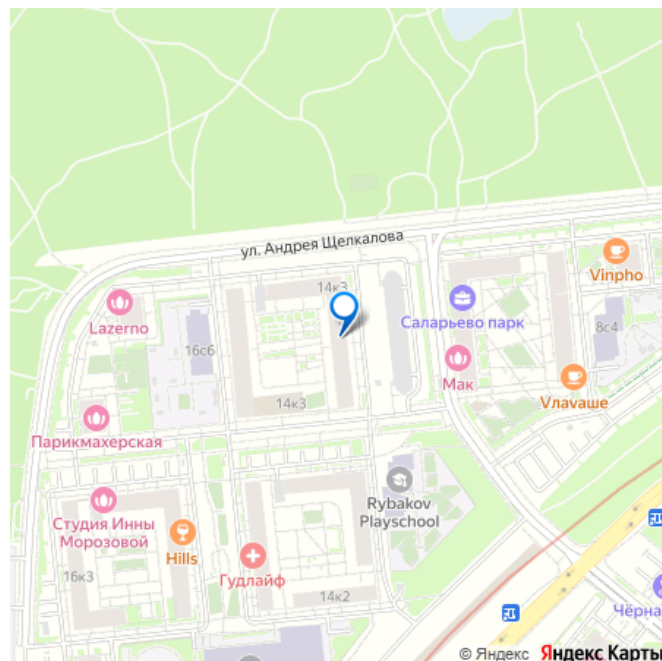 ул. Андрея Щелкалова
Vinpho
14к3
Lazerno
Саларьево парк
8с4
16с6
Мак
Vлаvаше
14к3
Парикмахерская
Rybakov
Playschool
Студия Инны
Морозовой
Hills
16к3
Гудлайф
14к2
Чёрна
© Яндекс Яндекс Карты